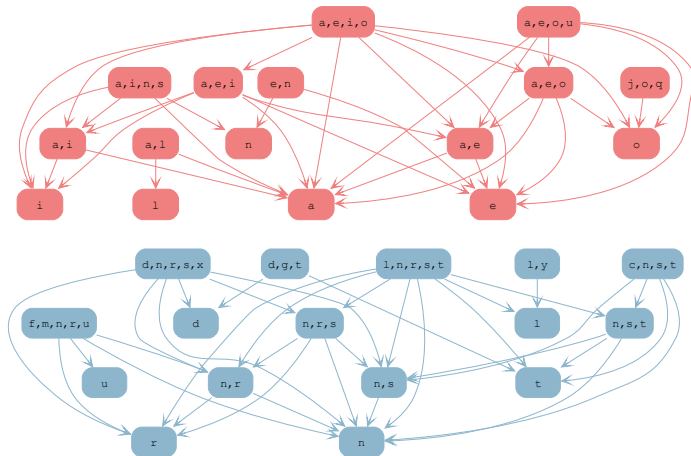 a,e,i,o
a,e,o,u
a,i,n,s
a,e,i
e,n
a,e,o
j,o,q
a,i
a,l
n
a,e
o
i
l
a
e
d,n,r,s,x
d,g,t
l,n,r,s,t
l,y
c,n,s,t
f,m,n,r,u
d
n,r,s
l
n,s,t
u
n,r
n,s
t
r
n